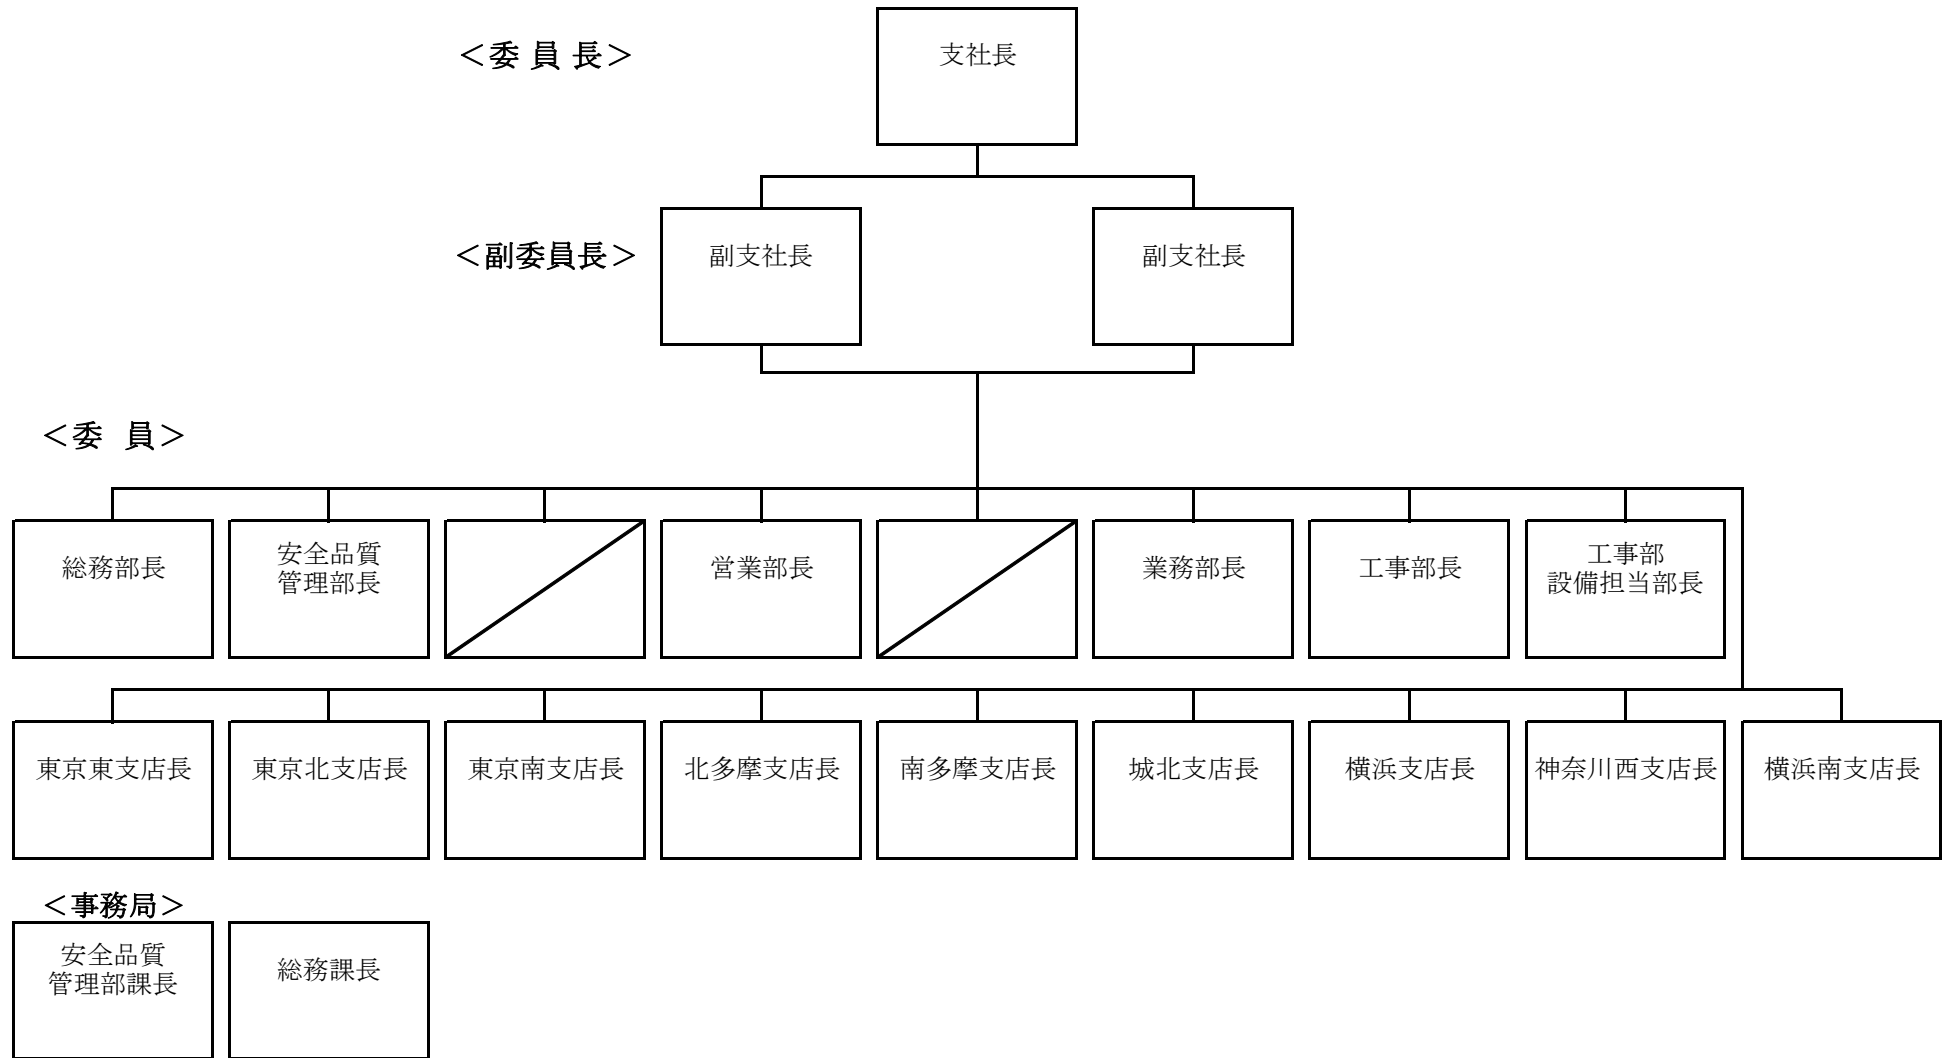 ＜委 員 長＞
支社長
＜副委員長＞
副支社長
副支社長
＜委 員＞
総務部長
安全品質
管理部長
営業部長
業務部長
工事部長
工事部
設備担当部長
東京東支店長
東京北支店長
東京南支店長
北多摩支店長
南多摩支店長
城北支店長
横浜支店長
神奈川西支店長
横浜南支店長
＜事務局＞
安全品質
管理部課長
総務課長